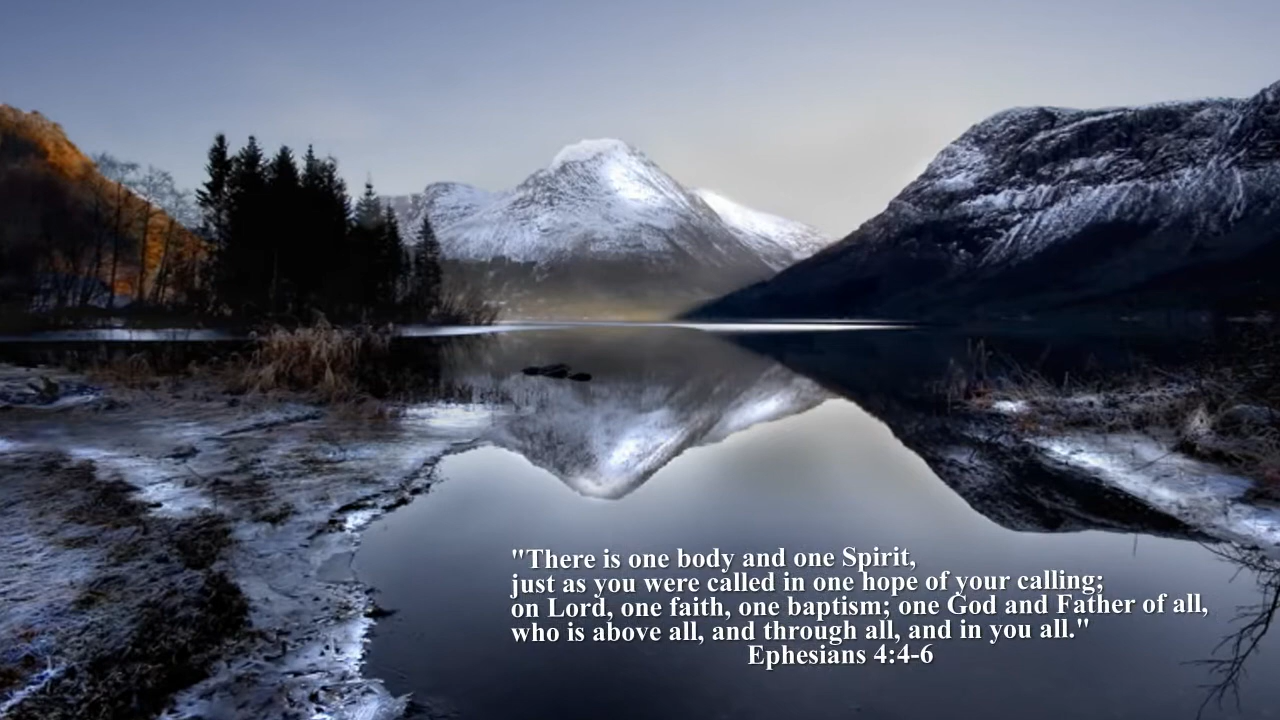 "There is one body and one Spirit,
just as you were called in one hope of your calling;
on Lord, one faith, one baptism; one God and Father of all,
who is above all, and through all, and in you all."
Ephesians 4:4-6